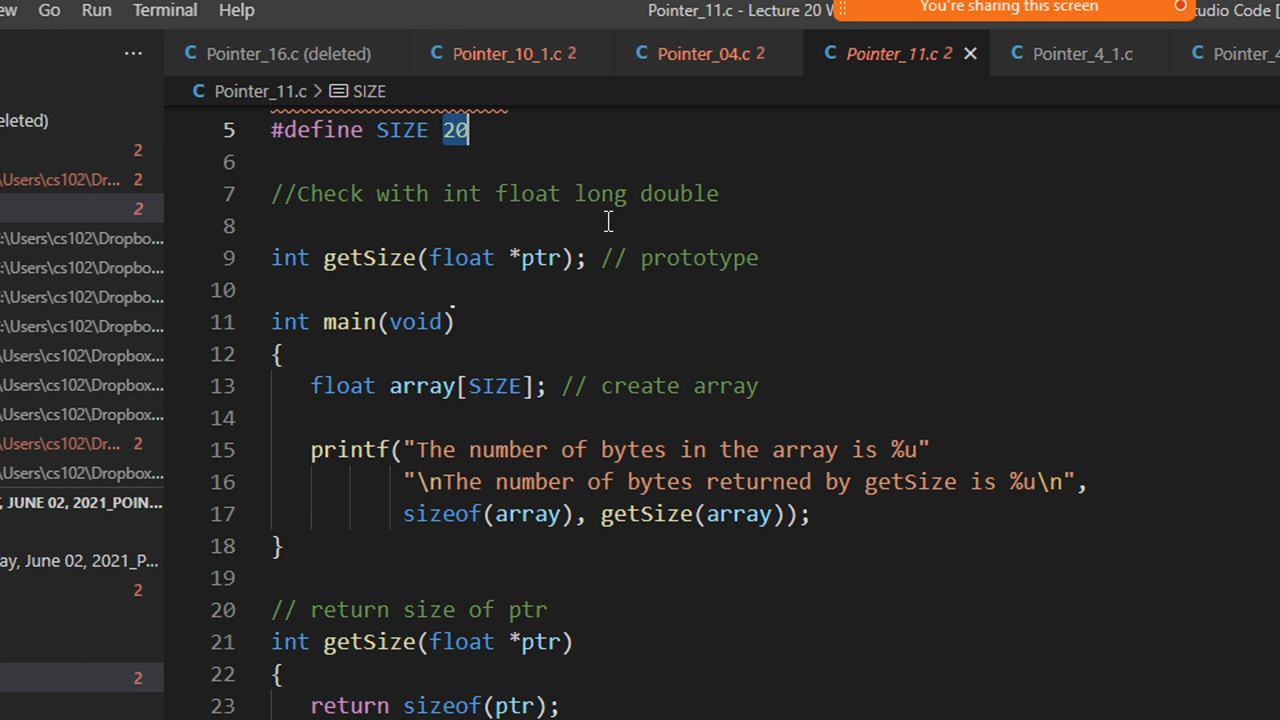 Go Run Terminal Help
Pointer_11.c - Lecture 20
You're sharing this screen
tudio Code
Pointer_16.c (deleted)
Pointer_10_1.c 2
Pointer_04.c 2
Pointer_11.c 2
Pointer_4_1.c
Pointer_4
Pointer_11.c > SIZE
eleted)
2
\Users\cs102\Dr... 2
2
:\Users\cs102\Dropbo...
:\Users\cs102\Dropbo...
:\Users\cs102\Dropbo...
:\Users\cs102\Dropbo...
\Users\cs102\Dropbox...
\Users\cs102\Dropbox...
\Users\cs102\Dropbox...
\Users\cs102\Dr... 2
\Users\cs102\Dropbox...
, JUNE 02, 2021_POIN...
ay, June 02, 2021_P...
2
2
5 #define SIZE 20
6
7 //Check with int float long double
8
9 int getSize(float *ptr); // prototype
10
11 int main(void)
12 {
13 float array[SIZE]; // create array
14
15 printf("The number of bytes in the array is %u"
16 "\nThe number of bytes returned by getSize is %u\n",
17 sizeof(array), getSize(array));
18 }
19
20 // return size of ptr
21 int getSize(float *ptr)
22 {
23 return sizeof(ptr);